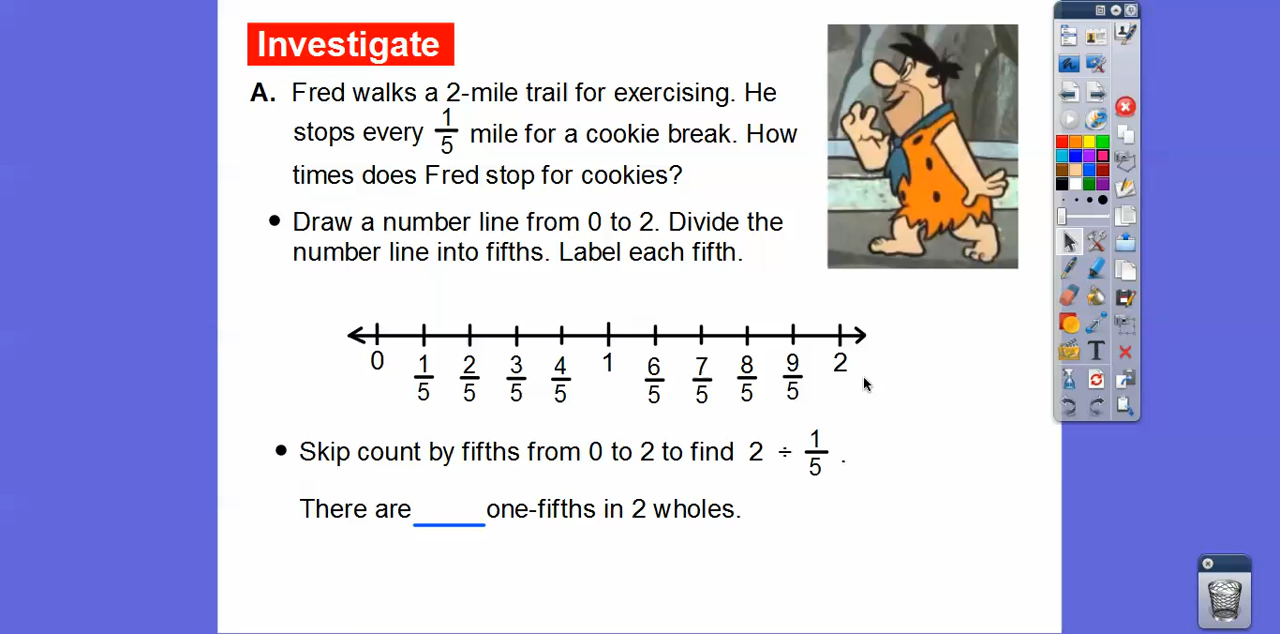 Investigate
A. Fred walks a 2-mile trail for exercising. He
stops every 1/5 mile for a cookie break. How
times does Fred stop for cookies?
• Draw a number line from 0 to 2. Divide the
number line into fifths. Label each fifth.
0 1/5 2/5 3/5 4/5 1 6/5 7/5 8/5 9/5 2
• Skip count by fifths from 0 to 2 to find 2 ÷ 1/5 .
There are ____ one-fifths in 2 wholes.